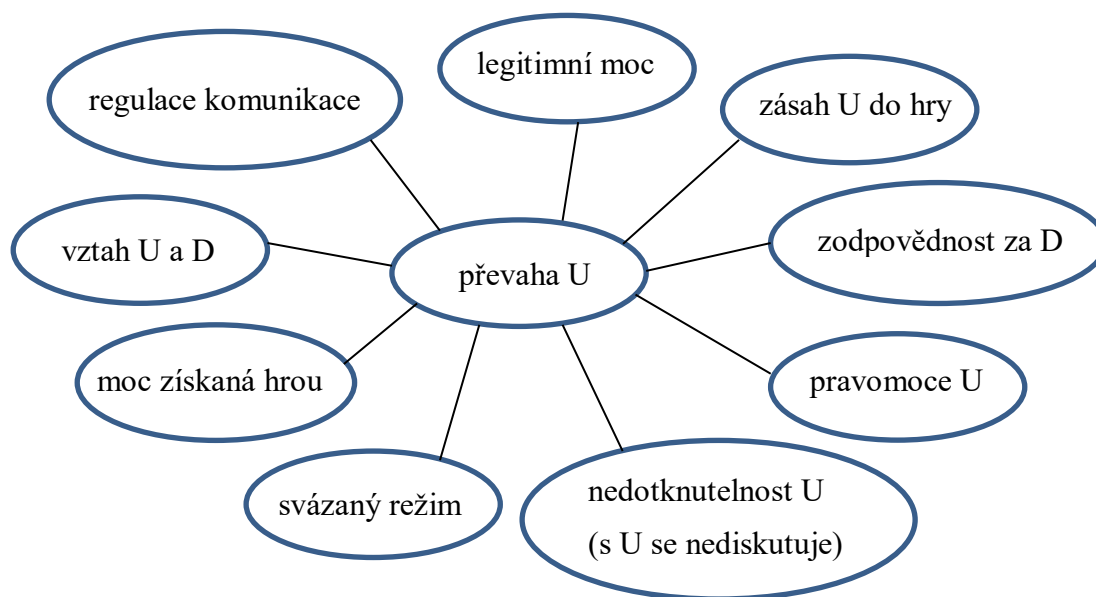 legitimní moc
regulace komunikace
zásah U do hry
vztah U a D
zodpovědnost za D
převaha U
moc získaná hrou
pravomoce U
svázaný režim
nedotknutelnost U
(s U se nediskutuje)